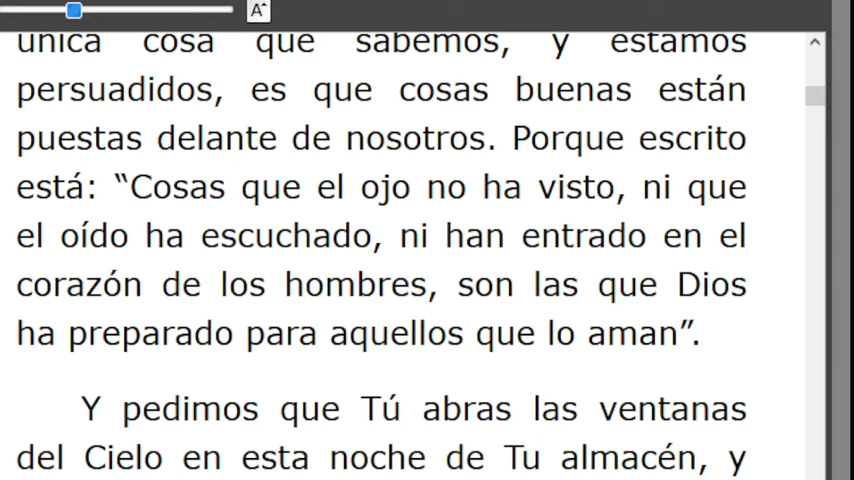 A
única cosa que sabemos, y estamos
persuadidos, es que cosas buenas están
puestas delante de nosotros. Porque escrito
está: “Cosas que el ojo no ha visto, ni que
el oído ha escuchado, ni han entrado en el
corazón de los hombres, son las que Dios
ha preparado para aquellos que lo aman”.
Y pedimos que Tú abras las ventanas
del Cielo en esta noche de Tu almacén, y